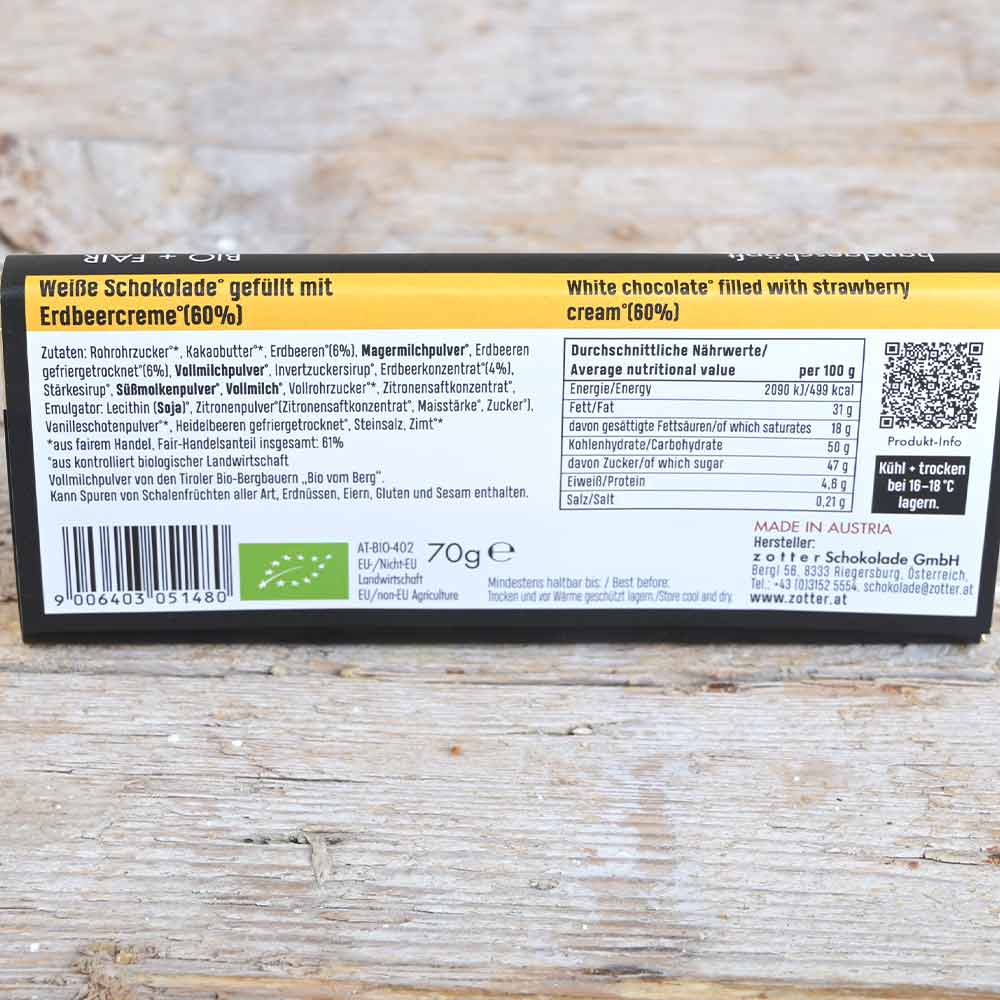 BIO + FAIR
handgeschöpft
Weiße Schokolade° gefüllt mit
Erdbeercreme°(60%)
Zutaten: Rohrohrzucker°*, Kakaobutter°*, Erdbeeren°(6%), Magermilchpulver°, Erdbeeren
gefriergetrocknet°(6%), Vollmilchpulver°, Invertzuckersirup°, Erdbeerkonzentrat°(4%),
Stärkesirup°, Süßmolkenpulver°, Vollmilch°, Vollrohrzucker°*, Zitronensaftkonzentrat°,
Emulgator: Lecithin (Soja)°, Zitronenpulver°(Zitronensaftkonzentrat°, Maisstärke°, Zucker°),
Vanilleschotenpulver°*, Heidelbeeren gefriergetrocknet°, Steinsalz, Zimt°*
*aus fairem Handel, Fair-Handelsanteil insgesamt: 61%
°aus kontrolliert biologischer Landwirtschaft
Vollmilchpulver von den Tiroler Bio-Bergbauern „Bio vom Berg“.
Kann Spuren von Schalenfrüchten aller Art, Erdnüssen, Eiern, Gluten und Sesam enthalten.
9 006403 051480
AT-BIO-402
EU-/Nicht-EU
Landwirtschaft
EU/non-EU Agriculture
70g ℮
Mindestens haltbar bis: / Best before:
Trocken und vor Wärme geschützt lagern./Store cool and dry.
White chocolate° filled with strawberry
cream°(60%)
Durchschnittliche Nährwerte/
Average nutritional value per 100 g
Energie/Energy 2090 kJ/499 kcal
Fett/Fat 31 g
davon gesättigte Fettsäuren/of which saturates 18 g
Kohlenhydrate/Carbohydrate 50 g
davon Zucker/of which sugar 47 g
Eiweiß/Protein 4,8 g
Salz/Salt 0,21 g
Produkt-Info
Kühl + trocken
bei 16-18 °C
lagern.
MADE IN AUSTRIA
Hersteller:
zotter Schokolade GmbH
Bergl 56, 8333 Riegersburg, Österreich,
Tel.: +43 (0)3152 5554, schokolade@zotter.at
www.zotter.at